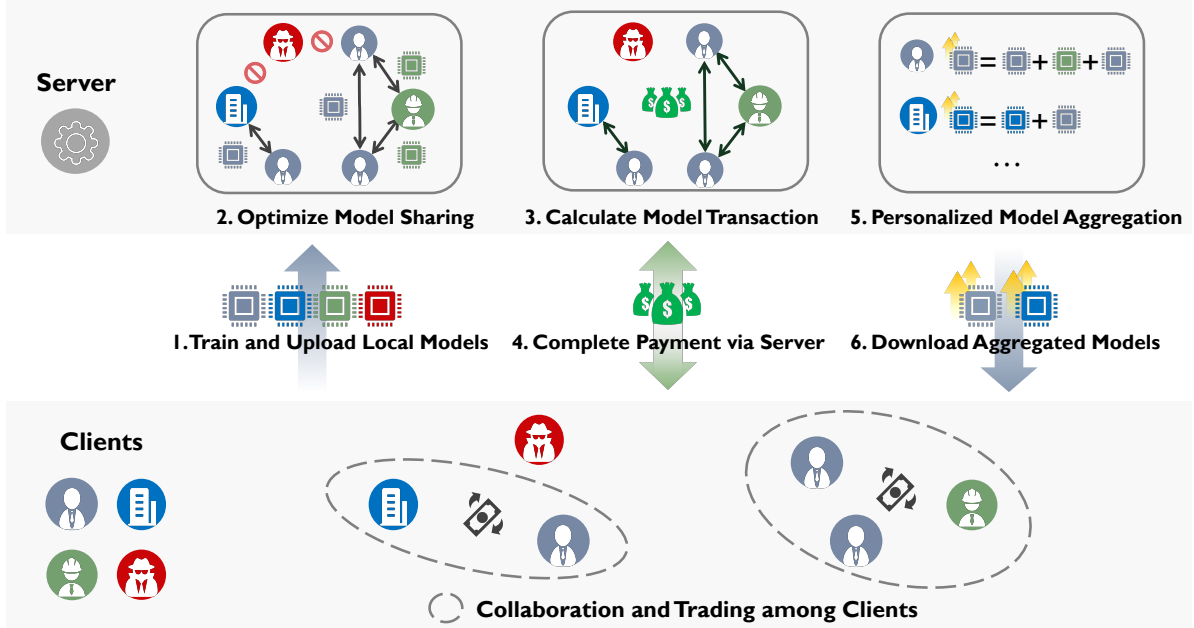 Server
2. Optimize Model Sharing
3. Calculate Model Transaction
5. Personalized Model Aggregation
$ $ $
= + +
= +
...
1. Train and Upload Local Models
4. Complete Payment via Server
6. Download Aggregated Models
$ $ $
Clients
Collaboration and Trading among Clients